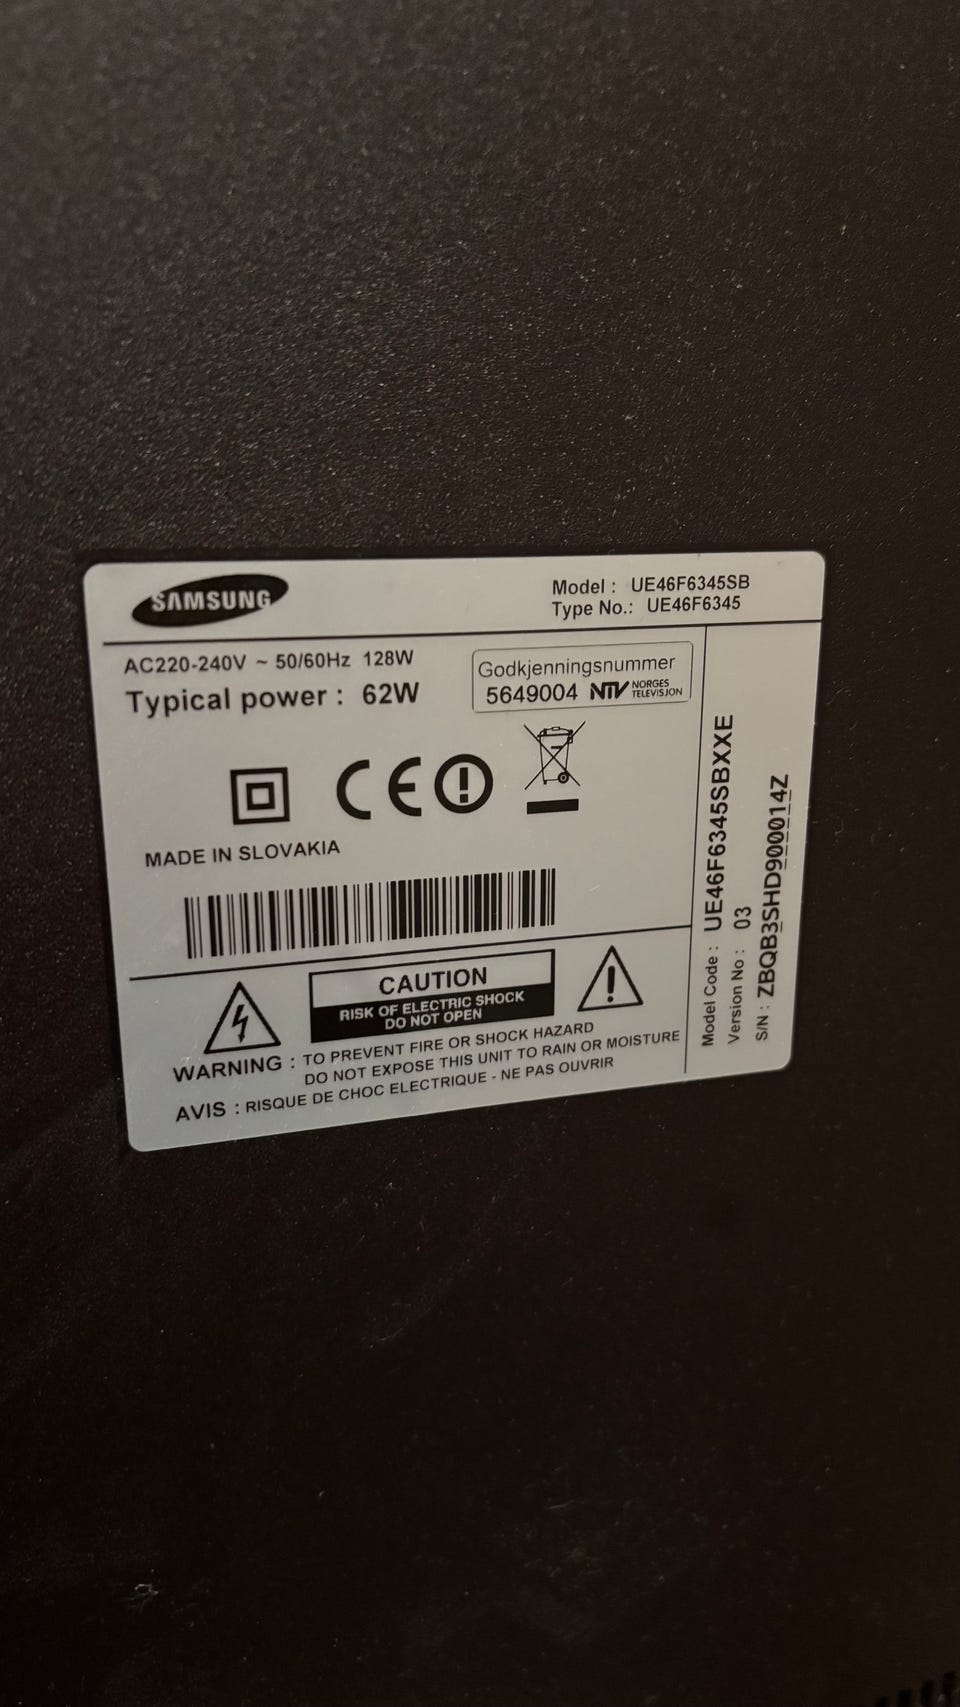 SAMSUNG
Model : UE46F6345SB
Type No.: UE46F6345
AC220-240V ~ 50/60Hz 128W
Typical power : 62W
Godkjenningsnummer
5649004 NTV NORGES TELEVISJON
CE
MADE IN SLOVAKIA
CAUTION
RISK OF ELECTRIC SHOCK
DO NOT OPEN
WARNING : TO PREVENT FIRE OR SHOCK HAZARD
DO NOT EXPOSE THIS UNIT TO RAIN OR MOISTURE
AVIS : RISQUE DE CHOC ELECTRIQUE - NE PAS OUVRIR
Model Code : UE46F6345SBXXE
Version No : 03
S/N : ZBQB3SHD900014Z